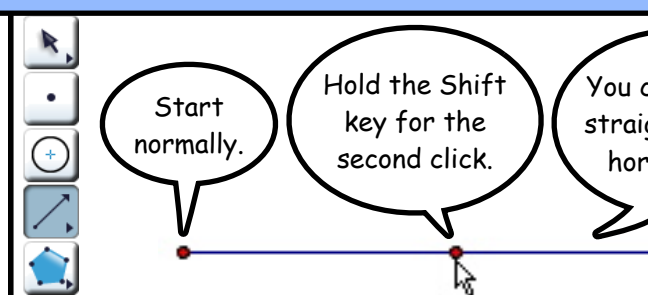 Start
normally.
Hold the Shift
key for the
second click.
You
straig
hor